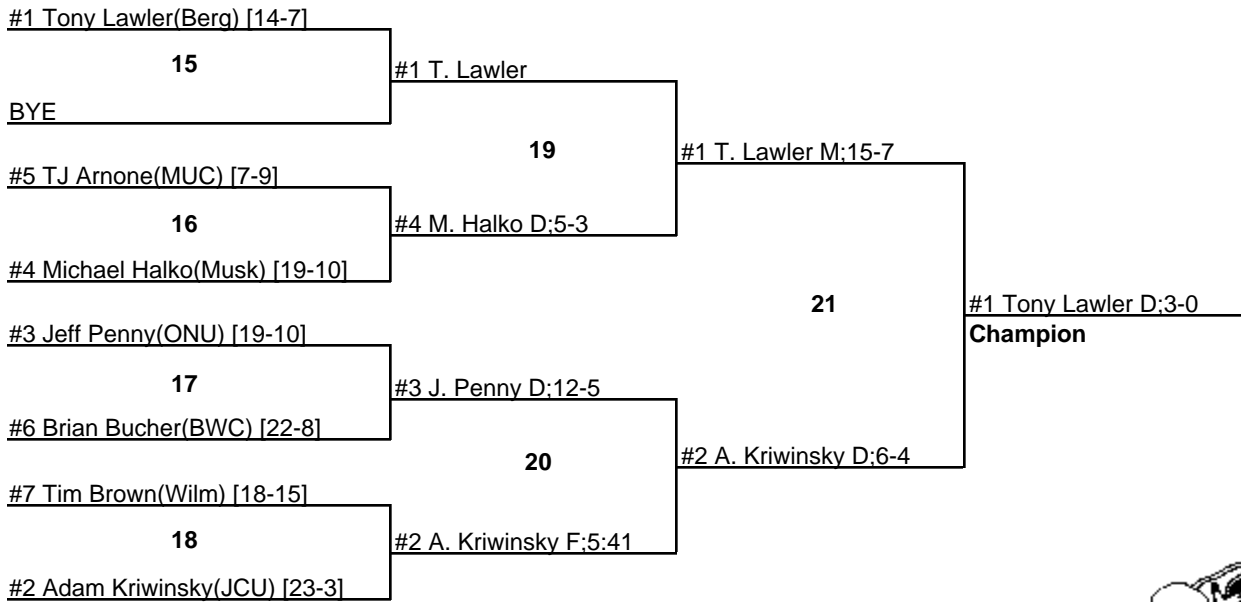 #1 Tony Lawler(Berg) [14-7]
15
#1 T. Lawler
BYE
19
#1 T. Lawler M;15-7
#5 TJ Arnone(MUC) [7-9]
16
#4 M. Halko D;5-3
#4 Michael Halko(Musk) [19-10]
21
#1 Tony Lawler D;3-0
Champion
#3 Jeff Penny(ONU) [19-10]
17
#3 J. Penny D;12-5
#6 Brian Bucher(BWC) [22-8]
20
#2 A. Kriwinsky D;6-4
#7 Tim Brown(Wilm) [18-15]
18
#2 A. Kriwinsky F;5:41
#2 Adam Kriwinsky(JCU) [23-3]